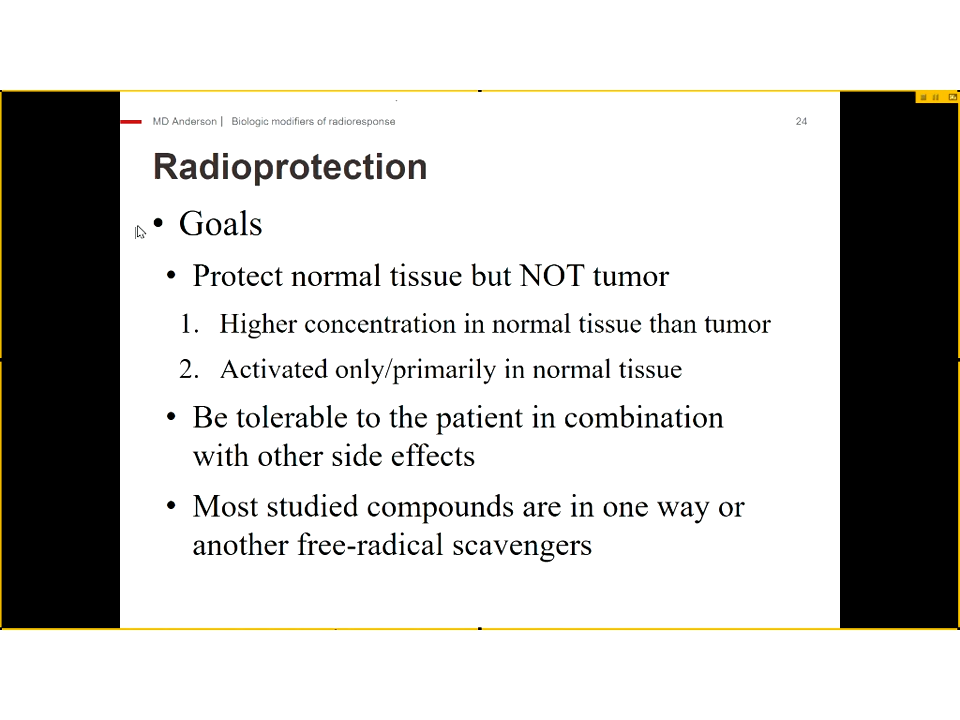 MD Anderson | Biologic modifiers of radioresponse
24
Radioprotection
• Goals
• Protect normal tissue but NOT tumor
1. Higher concentration in normal tissue than tumor
2. Activated only/primarily in normal tissue
• Be tolerable to the patient in combination
with other side effects
• Most studied compounds are in one way or
another free-radical scavengers